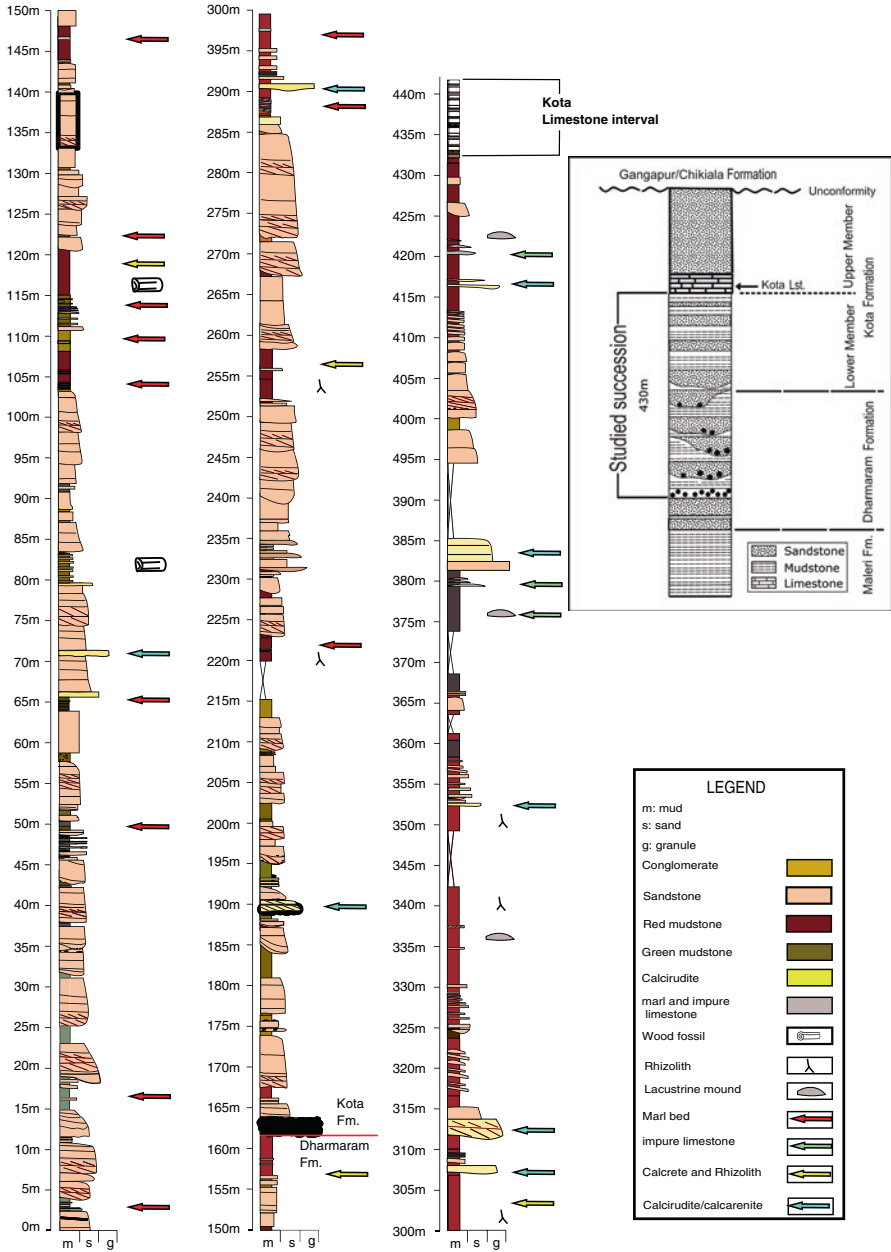 150m
145m
140m
135m
130m
125m
120m
115m
110m
105m
100m
95m
90m
85m
80m
75m
70m
65m
60m
55m
50m
45m
40m
35m
30m
25m
20m
15m
10m
5m
0m
m s g
300m
395m
390m
285m
280m
275m
270m
265m
260m
255m
250m
245m
240m
235m
230m
225m
220m
215m
210m
205m
200m
195m
190m
185m
180m
175m
170m
165m
160m
155m
150m
Kota
Fm.
Dharmaram
Fm.
m s g
440m
435m
430m
425m
420m
415m
410m
405m
400m
495m
390m
385m
380m
375m
370m
365m
360m
355m
350m
345m
340m
335m
330m
325m
320m
315m
310m
305m
300m
m s g
Kota
Limestone interval
Gangapur/Chikiala Formation
Unconformity
Upper Member
Kota Lst.
Kota Formation
Lower Member
Studied succession
430m
Dharmaram Formation
Maleri Fm.
Sandstone
Mudstone
Limestone
LEGEND
m: mud
s: sand
g: granule
Conglomerate
Sandstone
Red mudstone
Green mudstone
Calcirudite
marl and impure
limestone
Wood fossil
Rhizolith
Lacustrine mound
Marl bed
impure limestone
Calcrete and Rhizolith
Calcirudite/calcarenite